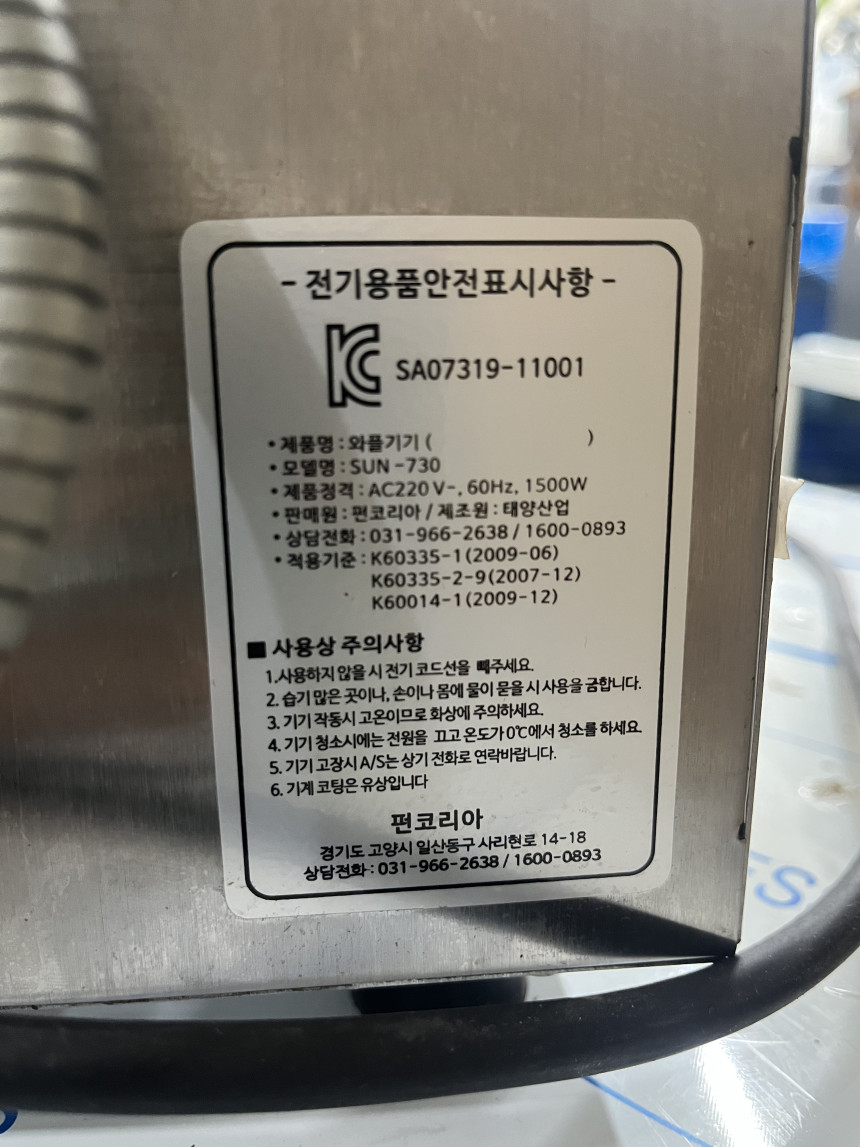 - 전기용품안전표시사항 -
KC SA07319-11001
• 제품명 : 와플기기 ( )
• 모델명 : SUN -730
• 제품정격 : AC220 V~, 60Hz, 1500W
• 판매원 : 펀코리아 / 제조원 : 태양산업
• 상담전화 : 031-966-2638 / 1600-0893
• 적용기준 : K60335-1(2009-06)
K60335-2-9(2007-12)
K60014-1(2009-12)
■ 사용상 주의사항
1.사용하지 않을 시 전기 코드선을 빼주세요.
2. 습기 많은 곳이나, 손이나 몸에 물이 묻을 시 사용을 굼합니다.
3. 기기 작동시 고온이므로 화상에 주의하세요.
4. 기기 청소시에는 전원을 끄고 온도가 0℃에서 청소를 하세요.
5. 기기 고장시 A/S는 상기 전화로 연락바랍니다.
6. 기계 코팅은 유상입니다
펀코리아
경기도 고양시 일산동구 사리현로 14-18
상담전화 : 031-966-2638 / 1600-0893